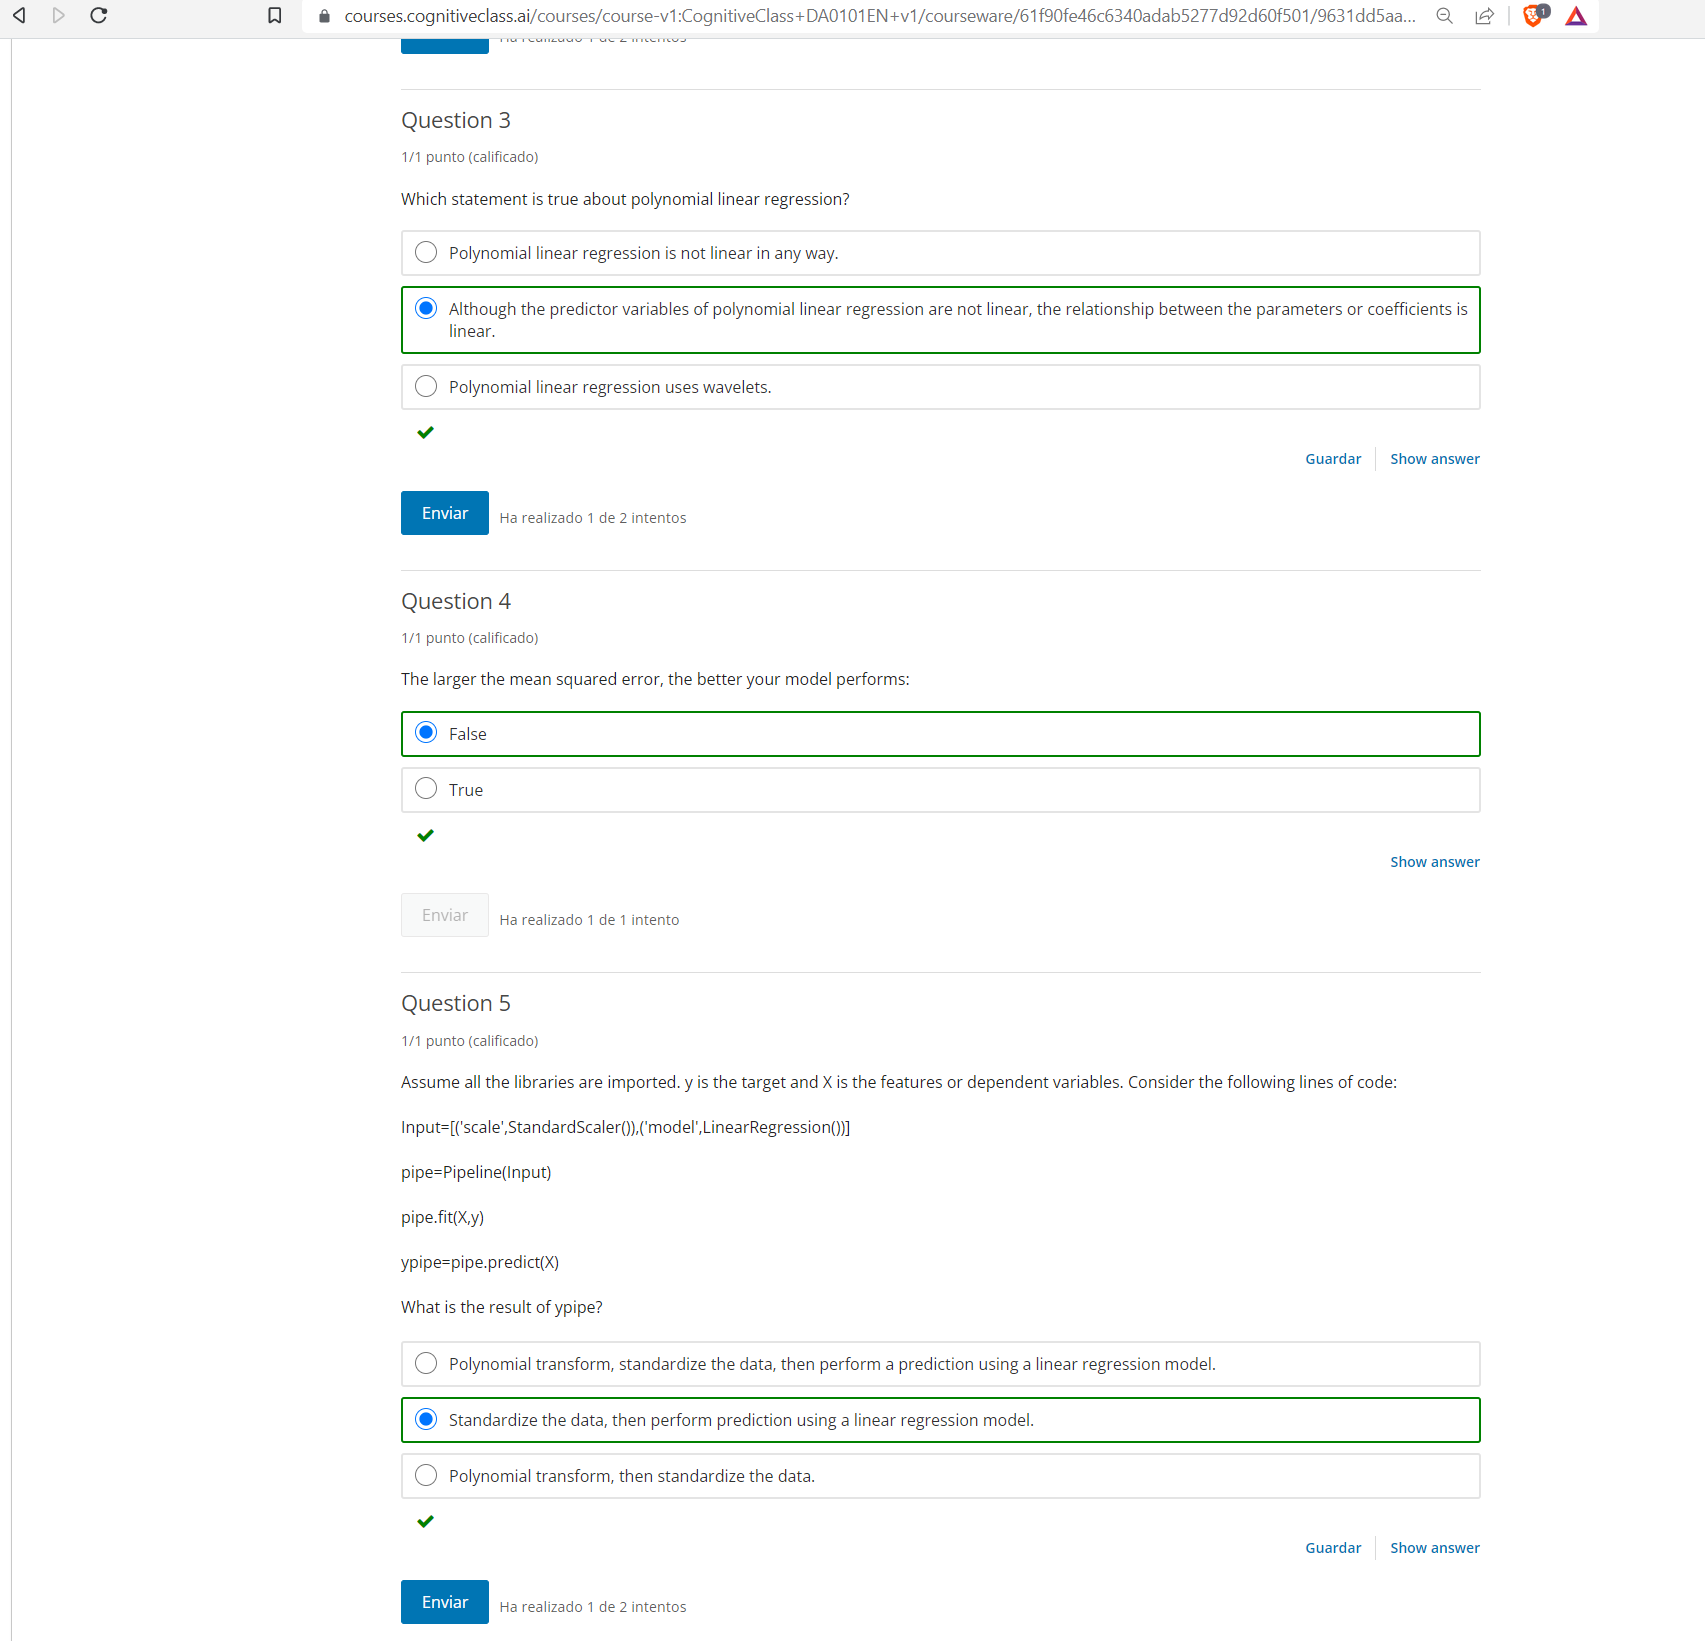 courses.cognitiveclass.ai/courses/course-v1:CognitiveClass+DA0101EN+v1/courseware/61f90fe46c6340adab5277d92d60f501/9631dd5aa...
1
Ha realizado 1 de 2 intentos
Question 3
1/1 punto (calificado)
Which statement is true about polynomial linear regression?
Polynomial linear regression is not linear in any way.
Although the predictor variables of polynomial linear regression are not linear, the relationship between the parameters or coefficients is
linear.
Polynomial linear regression uses wavelets.
Guardar Show answer
Enviar Ha realizado 1 de 2 intentos
Question 4
1/1 punto (calificado)
The larger the mean squared error, the better your model performs:
False
True
Show answer
Enviar Ha realizado 1 de 1 intento
Question 5
1/1 punto (calificado)
Assume all the libraries are imported. y is the target and X is the features or dependent variables. Consider the following lines of code:
Input=[('scale',StandardScaler()),('model',LinearRegression())]
pipe=Pipeline(Input)
pipe.fit(X,y)
ypipe=pipe.predict(X)
What is the result of ypipe?
Polynomial transform, standardize the data, then perform a prediction using a linear regression model.
Standardize the data, then perform prediction using a linear regression model.
Polynomial transform, then standardize the data.
Guardar Show answer
Enviar Ha realizado 1 de 2 intentos